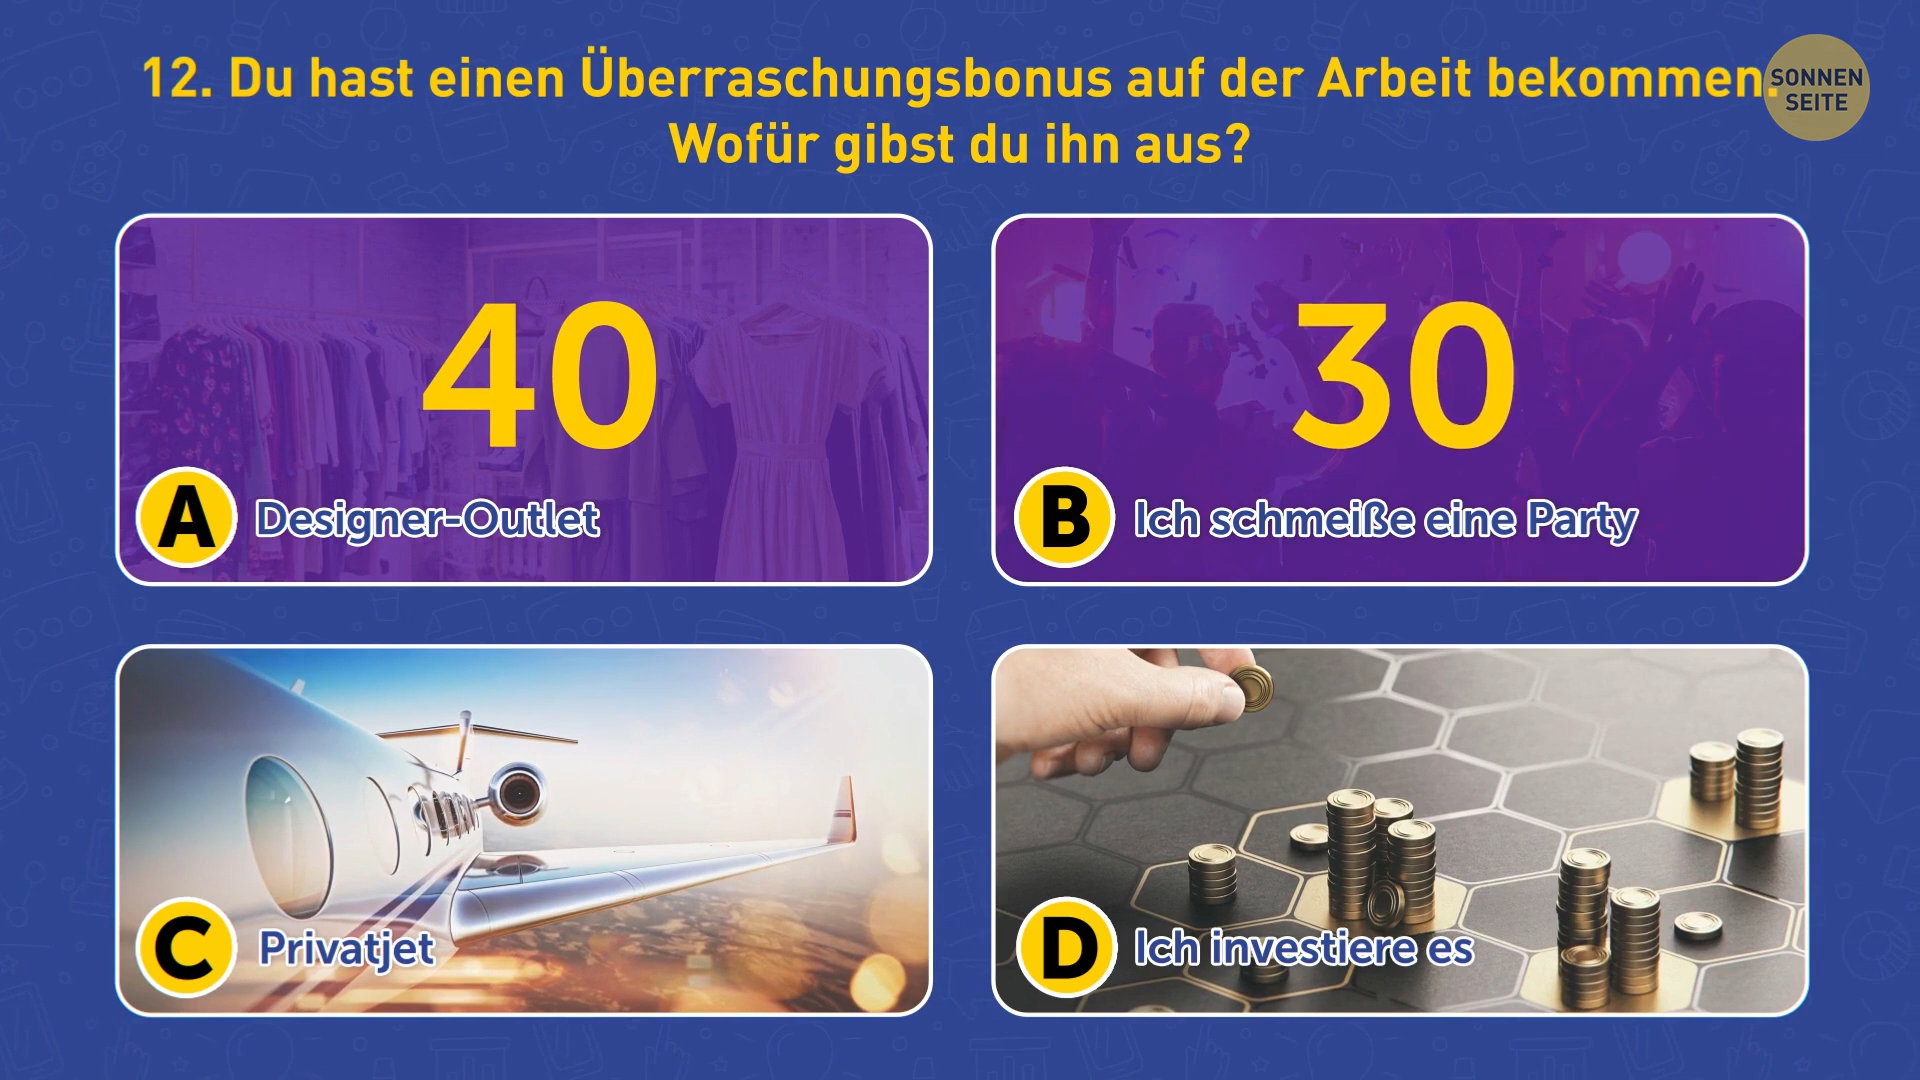 12. Du hast einen Überraschungsbonus auf der Arbeit bekommen.
Wofür gibst du ihn aus?
SONNEN
SEITE
40
A Designer-Outlet
30
B Ich schmeiße eine Party
C Privatjet
D Ich investiere es